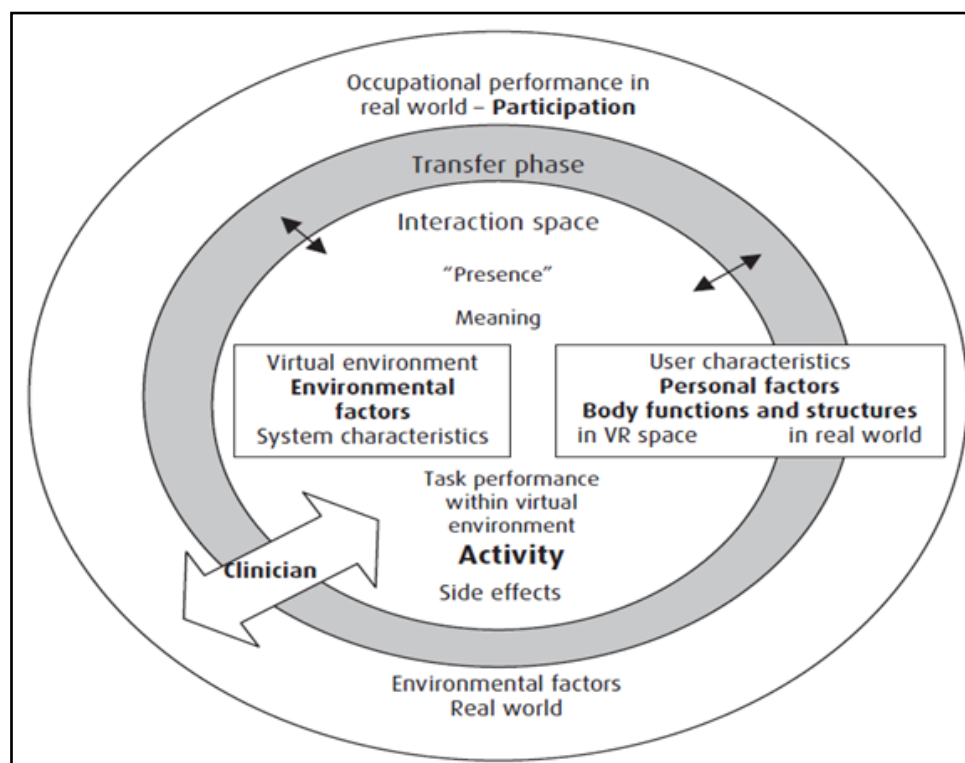 Occupational performance in
real world – Participation
Transfer phase
Interaction space
“Presence”
Meaning
Virtual environment
Environmental
factors
System characteristics
User characteristics
Personal factors
Body functions and structures
in VR space in real world
Task performance
within virtual
environment
Activity
Clinician
Side effects
Environmental factors
Real world